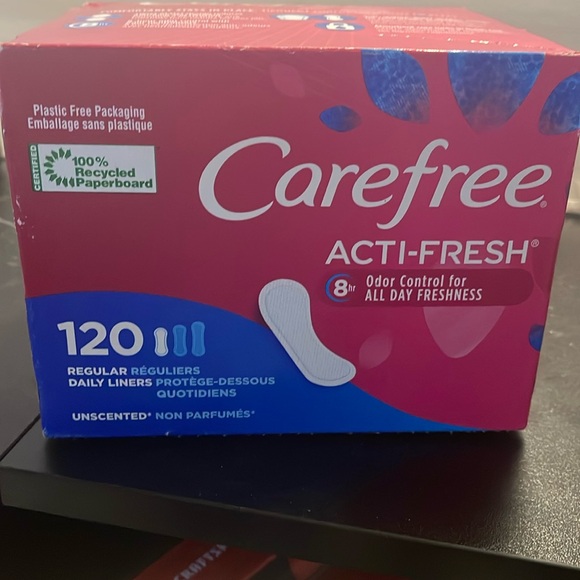 Plastic Free Packaging
Emballage sans plastique
CERTIFIED
100%
Recycled
Paperboard
Carefree®
ACTI-FRESH®
8hr
Odor Control for
ALL DAY FRESHNESS
120
REGULAR RÉGULIERS
DAILY LINERS PROTÈGE-DESSOUS
QUOTIDIENS
UNSCENTED* NON PARFUMÉS*